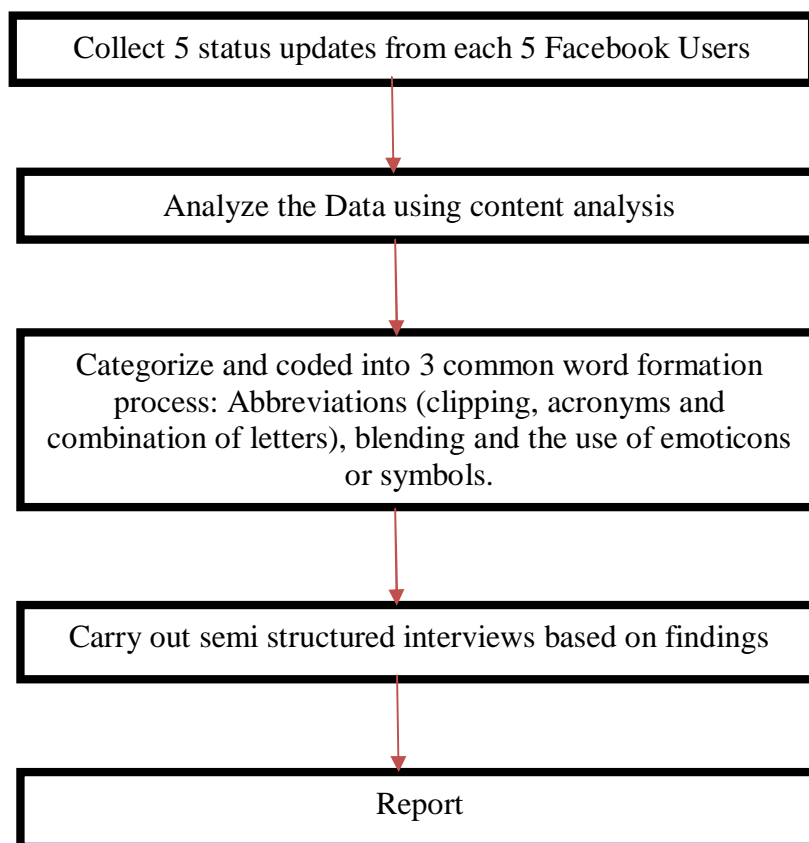 Collect 5 status updates from each 5 Facebook Users
Analyze the Data using content analysis
Categorize and coded into 3 common word formation
process: Abbreviations (clipping, acronyms and
combination of letters), blending and the use of emoticons
or symbols.
Carry out semi structured interviews based on findings
Report